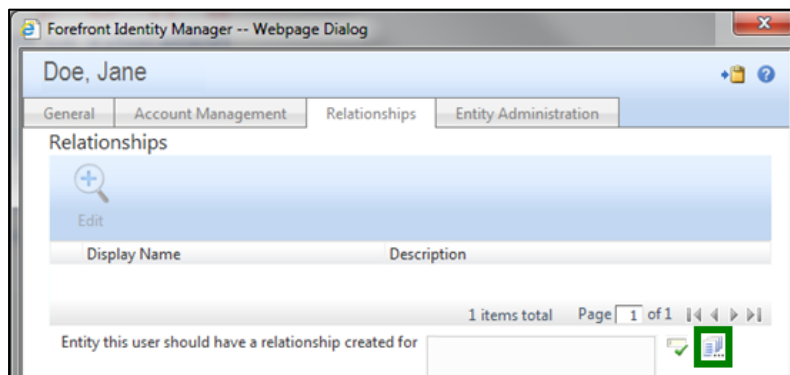 Forefront Identity Manager -- Webpage Dialog
Doe, Jane
General Account Management Relationships Entity Administration
Relationships
Edit
Display Name Description
1 items total Page 1 of 1
Entity this user should have a relationship created for